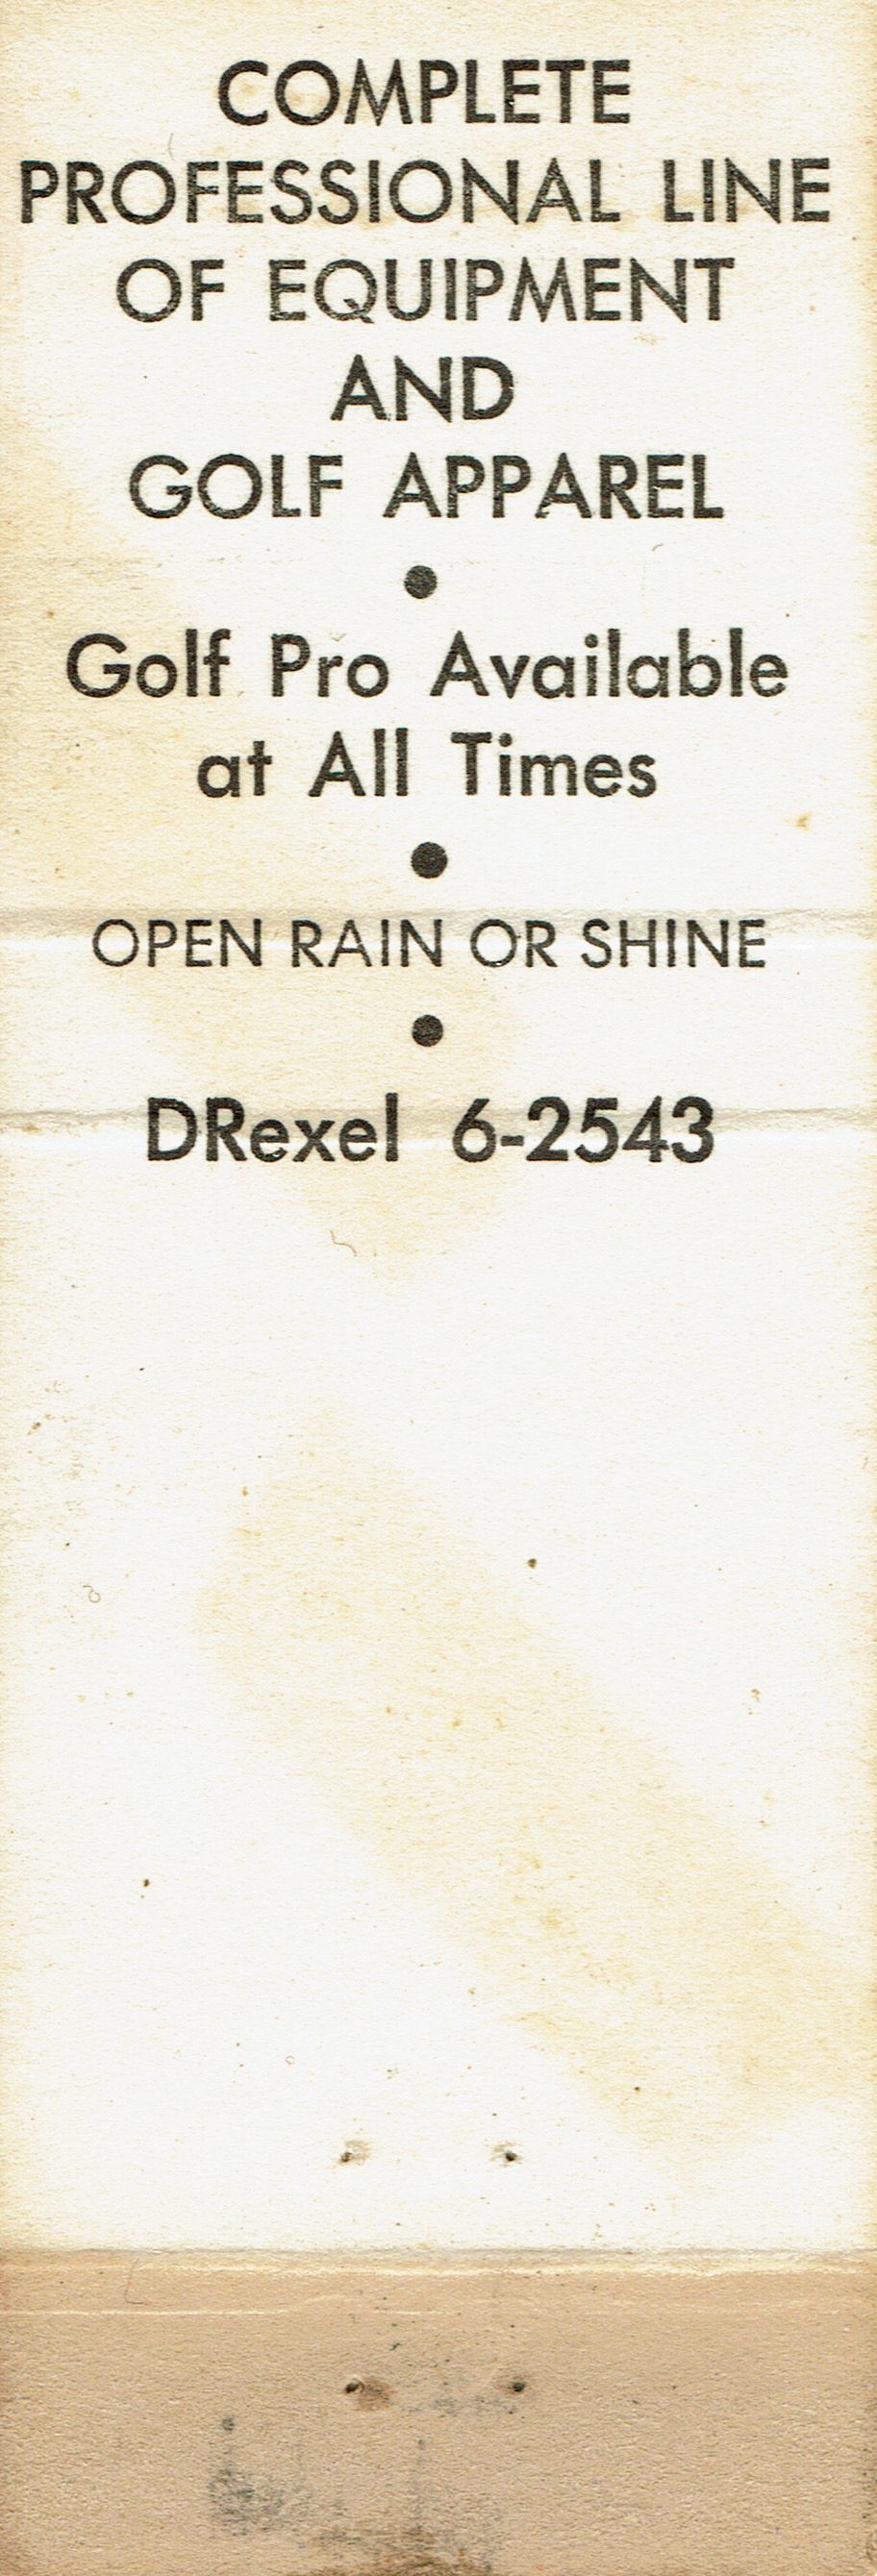 COMPLETE
PROFESSIONAL LINE
OF EQUIPMENT
AND
GOLF APPAREL
•
Golf Pro Available
at All Times
•
OPEN RAIN OR SHINE
•
DRexel 6-2543